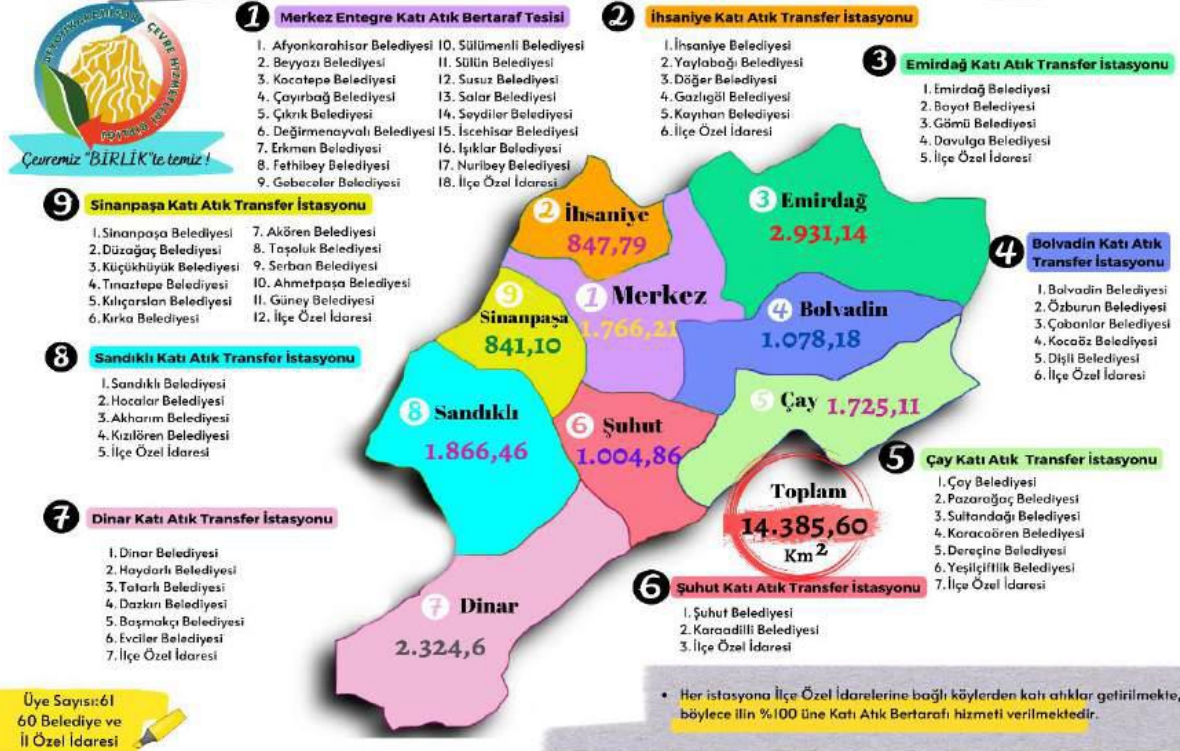 AFYONKARAHİSAR ÇEVRE HİZMETLERİ BİRLİĞİ
Çevremiz "BİRLİK"te temiz !
1 Merkez Entegre Katı Atık Bertaraf Tesisi
1. Afyonkarahisar Belediyesi
2. Beyyazı Belediyesi
3. Kocatepe Belediyesi
4. Çayırbağ Belediyesi
5. Çıkrık Belediyesi
6. Değirmenayvalı Belediyesi
7. Erkmen Belediyesi
8. Fethibey Belediyesi
9. Gebeceler Belediyesi
10. Sülümenli Belediyesi
11. Sülün Belediyesi
12. Susuz Belediyesi
13. Salar Belediyesi
14. Seydiler Belediyesi
15. İscehisar Belediyesi
16. Işıklar Belediyesi
17. Nuribey Belediyesi
18. İlçe Özel İdaresi
2 İhsaniye Katı Atık Transfer İstasyonu
1. İhsaniye Belediyesi
2. Yaylabağı Belediyesi
3. Döğer Belediyesi
4. Gazlıgöl Belediyesi
5. Kayıhan Belediyesi
6. İlçe Özel İdaresi
3 Emirdağ Katı Atık Transfer İstasyonu
1. Emirdağ Belediyesi
2. Bayat Belediyesi
3. Gömü Belediyesi
4. Davulga Belediyesi
5. İlçe Özel İdaresi
9 Sinanpaşa Katı Atık Transfer İstasyonu
1. Sinanpaşa Belediyesi
2. Düzağaç Belediyesi
3. Küçükhüyük Belediyesi
4. Tınaztepe Belediyesi
5. Kılıçarslan Belediyesi
6. Kırka Belediyesi
7. Akören Belediyesi
8. Taşoluk Belediyesi
9. Serban Belediyesi
10. Ahmetpaşa Belediyesi
11. Güney Belediyesi
12. İlçe Özel İdaresi
4 Bolvadin Katı Atık
Transfer İstasyonu
1. Bolvadin Belediyesi
2. Özburun Belediyesi
3. Çobanlar Belediyesi
4. Kocaöz Belediyesi
5. Dişli Belediyesi
6. İlçe Özel İdaresi
8 Sandıklı Katı Atık Transfer İstasyonu
1. Sandıklı Belediyesi
2. Hocalar Belediyesi
3. Akharım Belediyesi
4. Kızılören Belediyesi
5. İlçe Özel İdaresi
2 İhsaniye
847,79
3 Emirdağ
2.931,14
1 Merkez
1.766,21
9
Sinanpaşa
841,10
4 Bolvadin
1.078,18
5 Çay 1.725,11
8 Sandıklı
1.866,46
6 Şuhut
1.004,86
7 Dinar
2.324,6
Toplam
14.385,60
Km2
5 Çay Katı Atık Transfer İstasyonu
1. Çay Belediyesi
2. Pazarağaç Belediyesi
3. Sultandağı Belediyesi
4. Karacaören Belediyesi
5. Dereçine Belediyesi
6. Yeşilçiftlik Belediyesi
7. İlçe Özel İdaresi
7 Dinar Katı Atık Transfer İstasyonu
1. Dinar Belediyesi
2. Haydarlı Belediyesi
3. Tatarlı Belediyesi
4. Dazkırı Belediyesi
5. Başmakçı Belediyesi
6. Evciler Belediyesi
7. İlçe Özel İdaresi
6 Şuhut Katı Atık Transfer İstasyonu
1. Şuhut Belediyesi
2. Karaadilli Belediyesi
3. İlçe Özel İdaresi
Üye Sayısı:61
60 Belediye ve
İl Özel İdaresi
• Her istasyona İlçe Özel İdarelerine bağlı köylerden katı atıklar getirilmekte,
böylece ilin %100 üne Katı Atık Bertarafı hizmeti verilmektedir.